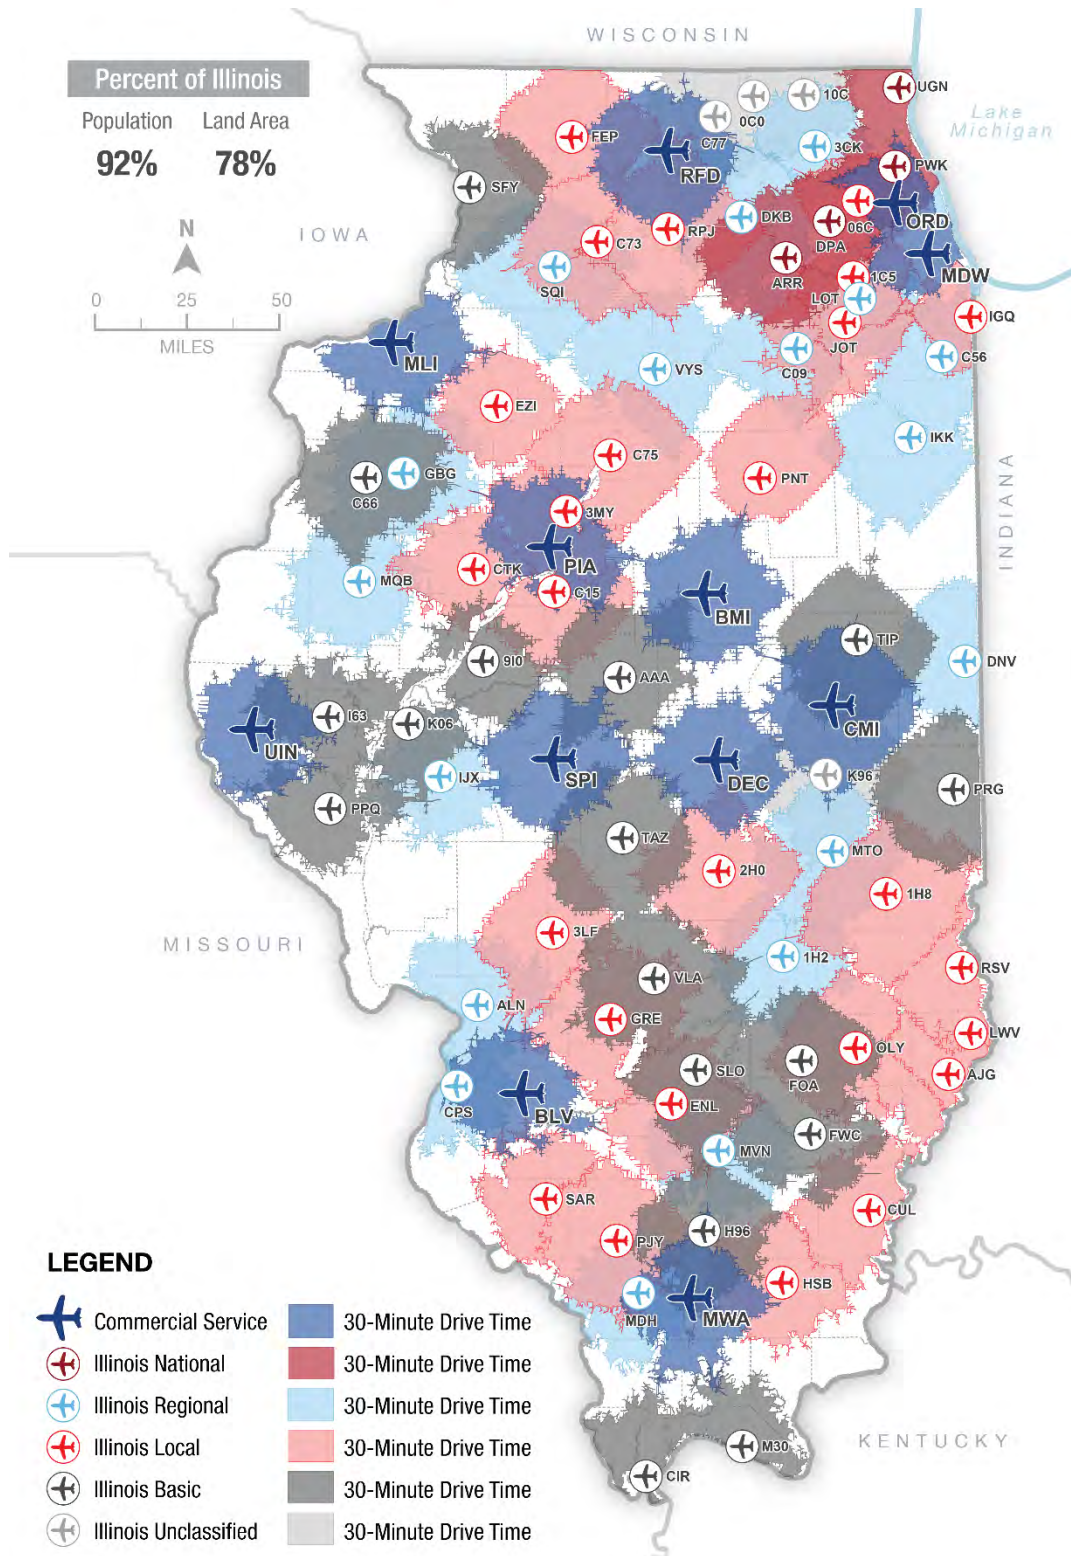 WISCONSIN
Percent of Illinois
Population Land Area
92% 78%
N
IOWA
0 25 50
MILES
Lake
Michigan
UGN
10C
0C0
C77
FEP
3CK
RFD
PWK
SFY
ORD
DKB
06C
RPJ
DPA
C73
MDW
ARR
1C5
SQI
LOT
IGQ
JOT
MLI
C09
C56
VYS
EZI
IKK
C75
GBG
PNT
C66
INDIANA
3MY
PIA
CTK
MQB
C15
BMI
TIP
9I0
DNV
AAA
I63
K06
CMI
UIN
SPI
DEC
IJX
K96
PRG
PPQ
TAZ
MTO
2H0
1H8
3LF
MISSOURI
1H2
RSV
VLA
ALN
GRE
LWV
OLY
SLO
AJG
FOA
CPS
BLV
ENL
FWC
MVN
SAR
CUL
H96
PJY
HSB
MDH
MWA
KENTUCKY
M30
CIR
LEGEND
Commercial Service 30-Minute Drive Time
Illinois National 30-Minute Drive Time
Illinois Regional 30-Minute Drive Time
Illinois Local 30-Minute Drive Time
Illinois Basic 30-Minute Drive Time
Illinois Unclassified 30-Minute Drive Time